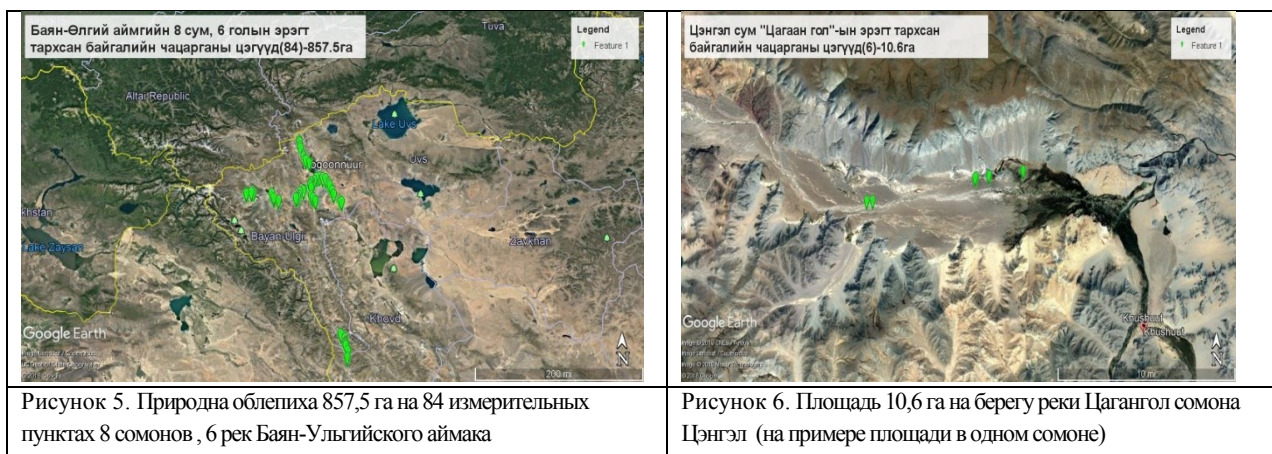 Баян-Өлгий аймгийн 8 сум, 6 голын эрэгт
тархсан байгалийн чацарганы цэгүүд(84)-857.5га
Legend
Feature 1
Tuva
Altai Republic
Lake Uvs
Uvs
Bayan-Ulgii
Lake Zaysan
Zavkhan
Khovd
Google Earth
N
200 mi
Цэнгэл сум "Цагаан гол"-ын эрэгт тархсан
байгалийн чацарганы цэгүүд(6)-10.6га
Legend
Feature 1
Khushuut
Khushuut
Google Earth
N
10 mi
Рисунок 5. Природна облепиха 857,5 га на 84 измерительных
пунктах 8 сомонов , 6 рек Баян-Ульгийского аймака
Рисунок 6. Площадь 10,6 га на берегу реки Цагангол сомона
Цэнгэл (на примере площади в одном сомоне)